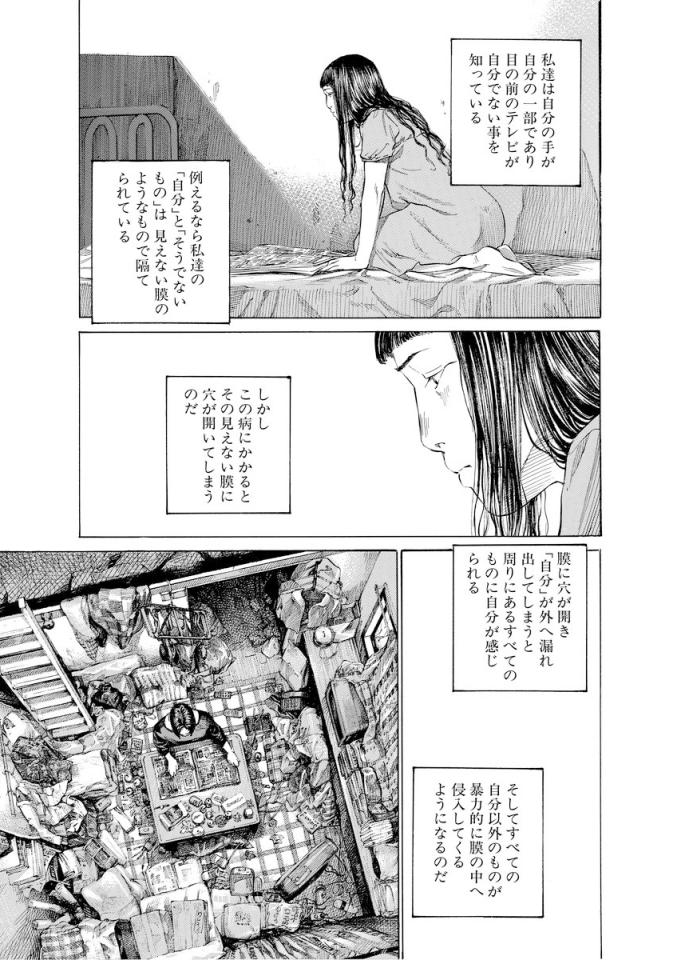 私達は自分の手が
自分の一部であり
目の前のテレビが
自分でない事を
知っている
例えるなら私達の
「自分」と「そうでない
もの」は 見えない膜の
ようなもので隔て
られている
しかし
この病にかかると
その見えない膜に
穴が開いてしまう
のだ
膜に穴が開き
「自分」が外へ漏れ
出してしまうと
周りにあるすべての
ものに自分が感じ
られる
そしてすべての
自分以外のものが
暴力的に膜の中へ
侵入してくる
ようになるのだ